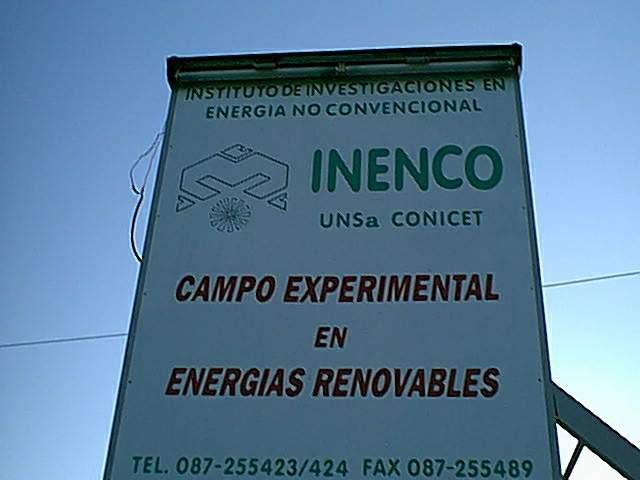 INSTITUTO DE INVESTIGACIONES EN
ENERGIA NO CONVENCIONAL
INENCO
UNSa CONICET
CAMPO EXPERIMENTAL
EN
ENERGIAS RENOVABLES
TEL. 087-255423/424 FAX 087-255489